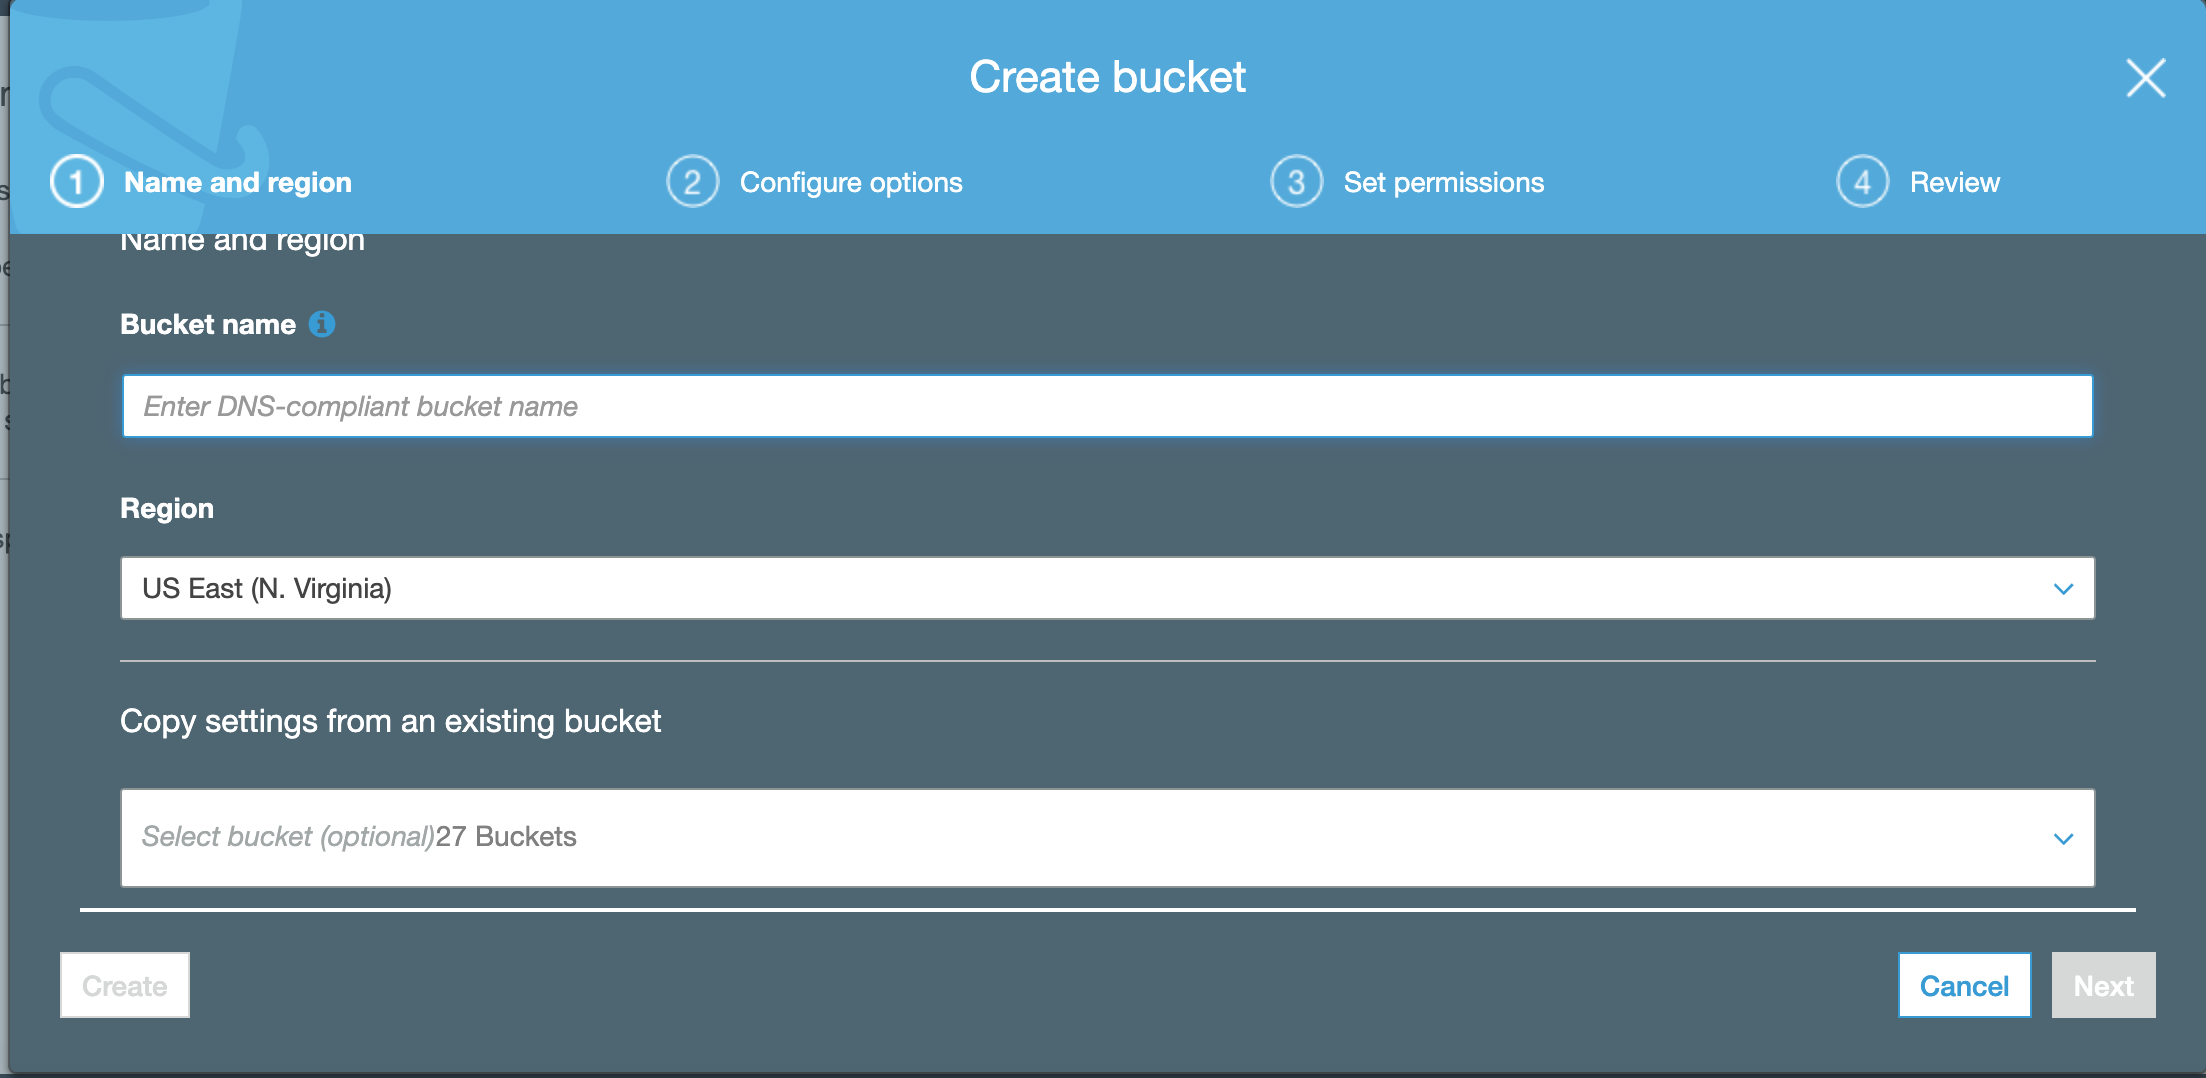 Create bucket
1 Name and region
2 Configure options
3 Set permissions
4 Review
Name and region
Bucket name
Enter DNS-compliant bucket name
Region
US East (N. Virginia)
Copy settings from an existing bucket
Select bucket (optional)27 Buckets
Create
Cancel
Next